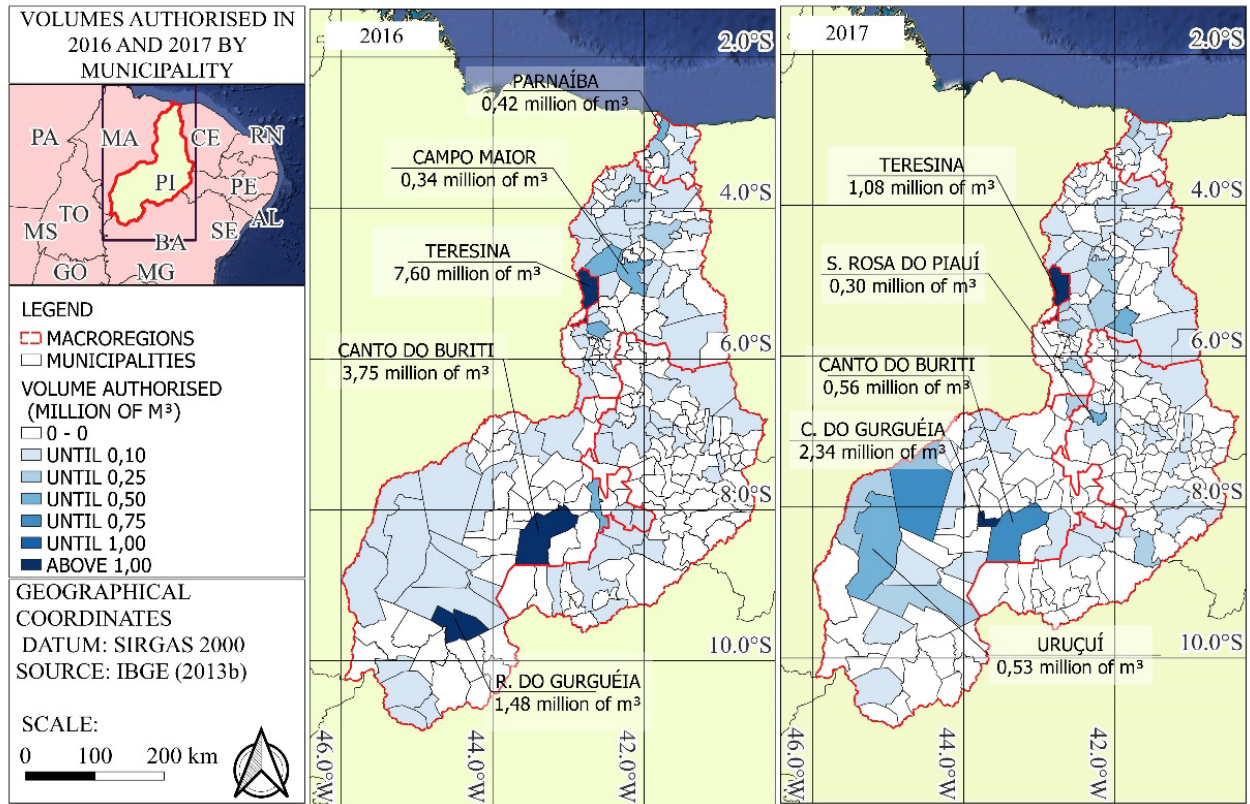 VOLUMES AUTHORISED IN
2016 AND 2017 BY
MUNICIPALITY
PA
MA
CE
RN
PI
PE
TO
AL
MS
SE
BA
GO
MG
LEGEND
MACROREGIONS
MUNICIPALITIES
VOLUME AUTHORISED
(MILLION OF M³)
0 - 0
UNTIL 0,10
UNTIL 0,25
UNTIL 0,50
UNTIL 0,75
UNTIL 1,00
ABOVE 1,00
GEOGRAPHICAL
COORDINATES
DATUM: SIRGAS 2000
SOURCE: IBGE (2013b)
SCALE:
0 100 200 km
2016
2.0°S
PARNAÍBA
0,42 million of m³
CAMPO MAIOR
0,34 million of m³
4.0°S
TERESINA
7,60 million of m³
CANTO DO BURITI
3,75 million of m³
6.0°S
8.0°S
10.0°S
R. DO GURGUÉIA
1,48 million of m³
46.0°W
44.0°W
42.0°W
2017
2.0°S
TERESINA
1,08 million of m³
4.0°S
S. ROSA DO PIAUÍ
0,30 million of m³
6.0°S
CANTO DO BURITI
0,56 million of m³
C. DO GURGUÉIA
2,34 million of m³
8.0°S
URUÇUÍ
0,53 million of m³
10.0°S
46.0°W
44.0°W
42.0°W